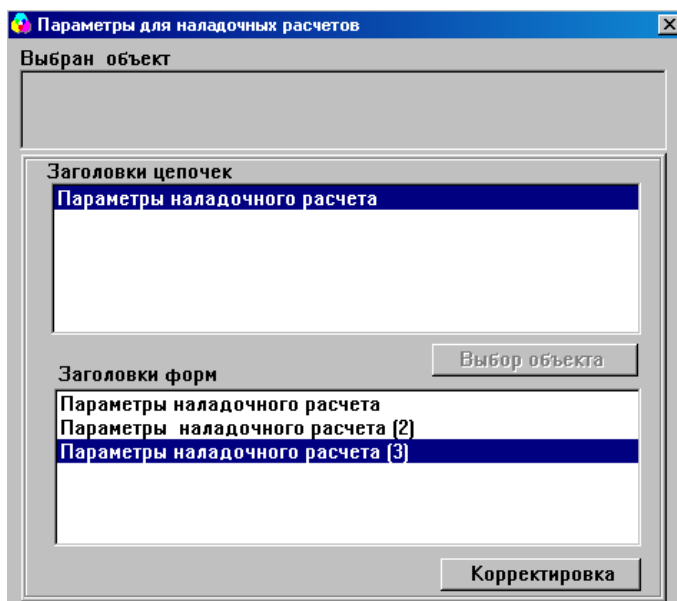 Параметры для наладочных расчетов
Выбран объект
Заголовки цепочек
Параметры наладочного расчета
Выбор объекта
Заголовки форм
Параметры наладочного расчета
Параметры наладочного расчета (2)
Параметры наладочного расчета (3)
Корректировка